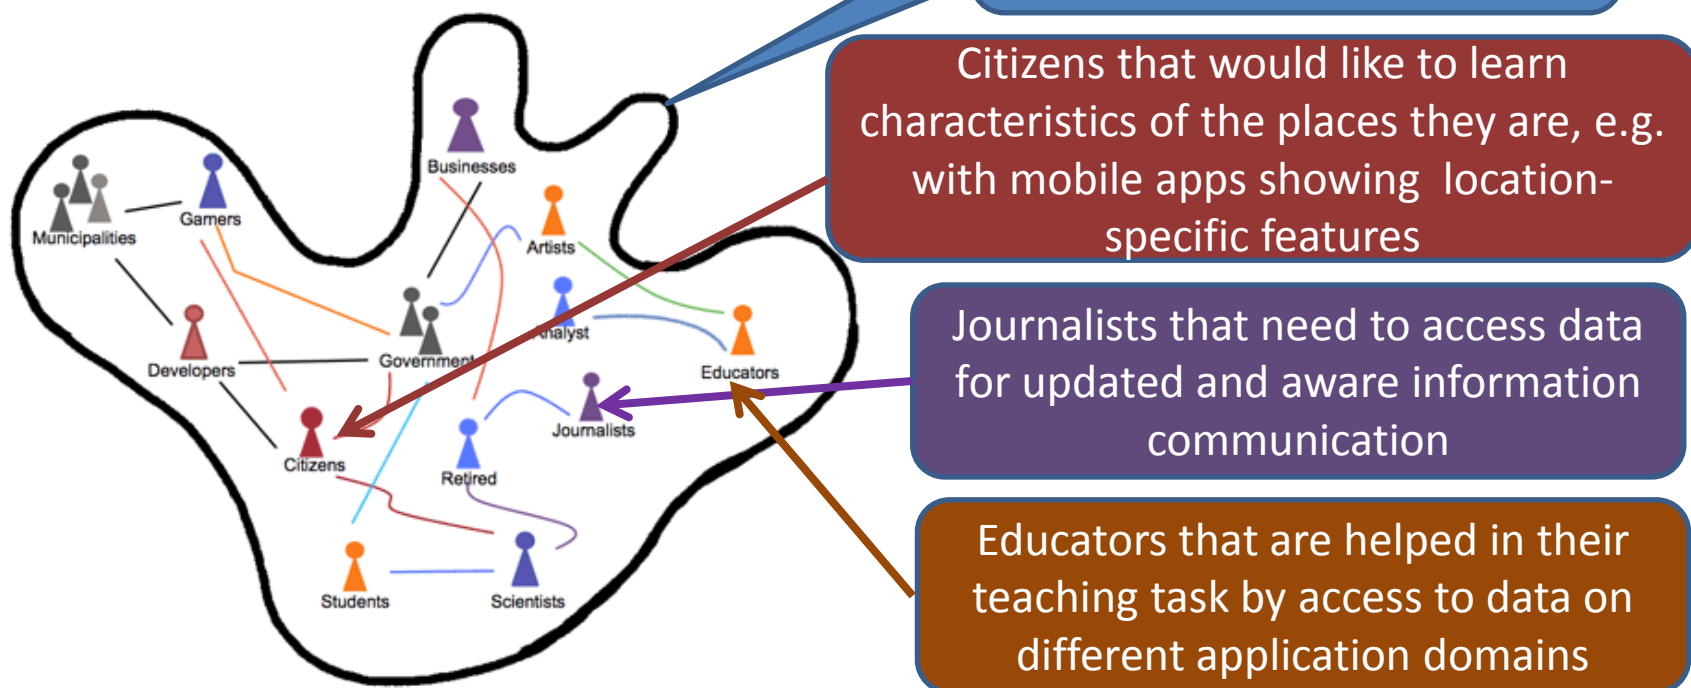 Citizens that would like to learn
characteristics of the places they are, e.g.
with mobile apps showing location-
specific features
Businesses
Municipalities
Gamers
Artists
Analyst
Developers
Government
Educators
Journalists that need to access data
for updated and aware information
communication
Journalists
Citizens
Retired
Students
Scientists
Educators that are helped in their
teaching task by access to data on
different application domains